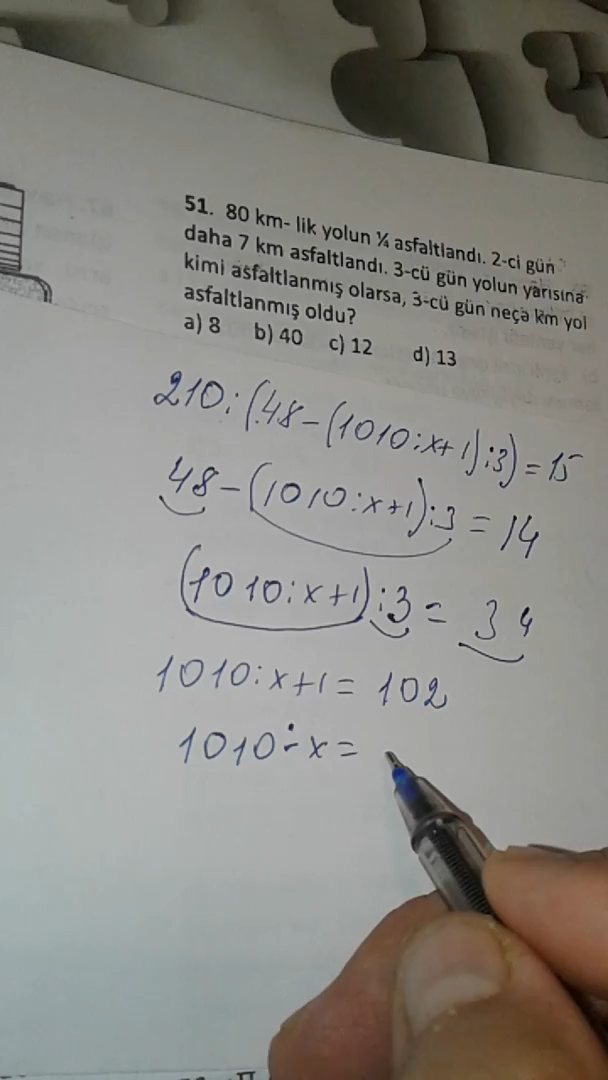 51. 80 km- lik yolun ¼ asfaltlandı. 2-ci gün
daha 7 km asfaltlandı. 3-cü gün yolun yarısına
kimi asfaltlanmış olarsa, 3-cü gün neçə km yol
asfaltlanmış oldu?
a) 8 b) 40 c) 12 d) 13
210:(48-(1010:x+1):3)=15
48-(1010:x+1):3=14
(1010:x+1):3=34
1010:x+1=102
1010÷x=